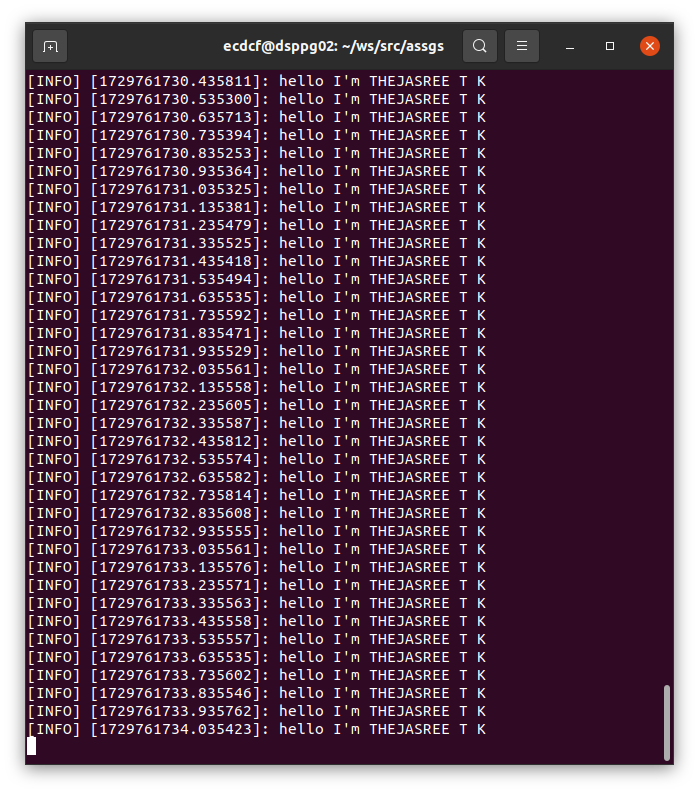 ecdcf@dsppg02: ~/ws/src/assgs
[INFO] [1729761730.435811]: hello I'm THEJASREE T K
[INFO] [1729761730.535300]: hello I'm THEJASREE T K
[INFO] [1729761730.635713]: hello I'm THEJASREE T K
[INFO] [1729761730.735394]: hello I'm THEJASREE T K
[INFO] [1729761730.835253]: hello I'm THEJASREE T K
[INFO] [1729761730.935364]: hello I'm THEJASREE T K
[INFO] [1729761731.035325]: hello I'm THEJASREE T K
[INFO] [1729761731.135381]: hello I'm THEJASREE T K
[INFO] [1729761731.235479]: hello I'm THEJASREE T K
[INFO] [1729761731.335525]: hello I'm THEJASREE T K
[INFO] [1729761731.435418]: hello I'm THEJASREE T K
[INFO] [1729761731.535494]: hello I'm THEJASREE T K
[INFO] [1729761731.635535]: hello I'm THEJASREE T K
[INFO] [1729761731.735592]: hello I'm THEJASREE T K
[INFO] [1729761731.835471]: hello I'm THEJASREE T K
[INFO] [1729761731.935529]: hello I'm THEJASREE T K
[INFO] [1729761732.035561]: hello I'm THEJASREE T K
[INFO] [1729761732.135558]: hello I'm THEJASREE T K
[INFO] [1729761732.235605]: hello I'm THEJASREE T K
[INFO] [1729761732.335587]: hello I'm THEJASREE T K
[INFO] [1729761732.435812]: hello I'm THEJASREE T K
[INFO] [1729761732.535574]: hello I'm THEJASREE T K
[INFO] [1729761732.635582]: hello I'm THEJASREE T K
[INFO] [1729761732.735814]: hello I'm THEJASREE T K
[INFO] [1729761732.835608]: hello I'm THEJASREE T K
[INFO] [1729761732.935555]: hello I'm THEJASREE T K
[INFO] [1729761733.035561]: hello I'm THEJASREE T K
[INFO] [1729761733.135576]: hello I'm THEJASREE T K
[INFO] [1729761733.235571]: hello I'm THEJASREE T K
[INFO] [1729761733.335563]: hello I'm THEJASREE T K
[INFO] [1729761733.435558]: hello I'm THEJASREE T K
[INFO] [1729761733.535557]: hello I'm THEJASREE T K
[INFO] [1729761733.635535]: hello I'm THEJASREE T K
[INFO] [1729761733.735602]: hello I'm THEJASREE T K
[INFO] [1729761733.835546]: hello I'm THEJASREE T K
[INFO] [1729761733.935762]: hello I'm THEJASREE T K
[INFO] [1729761734.035423]: hello I'm THEJASREE T K